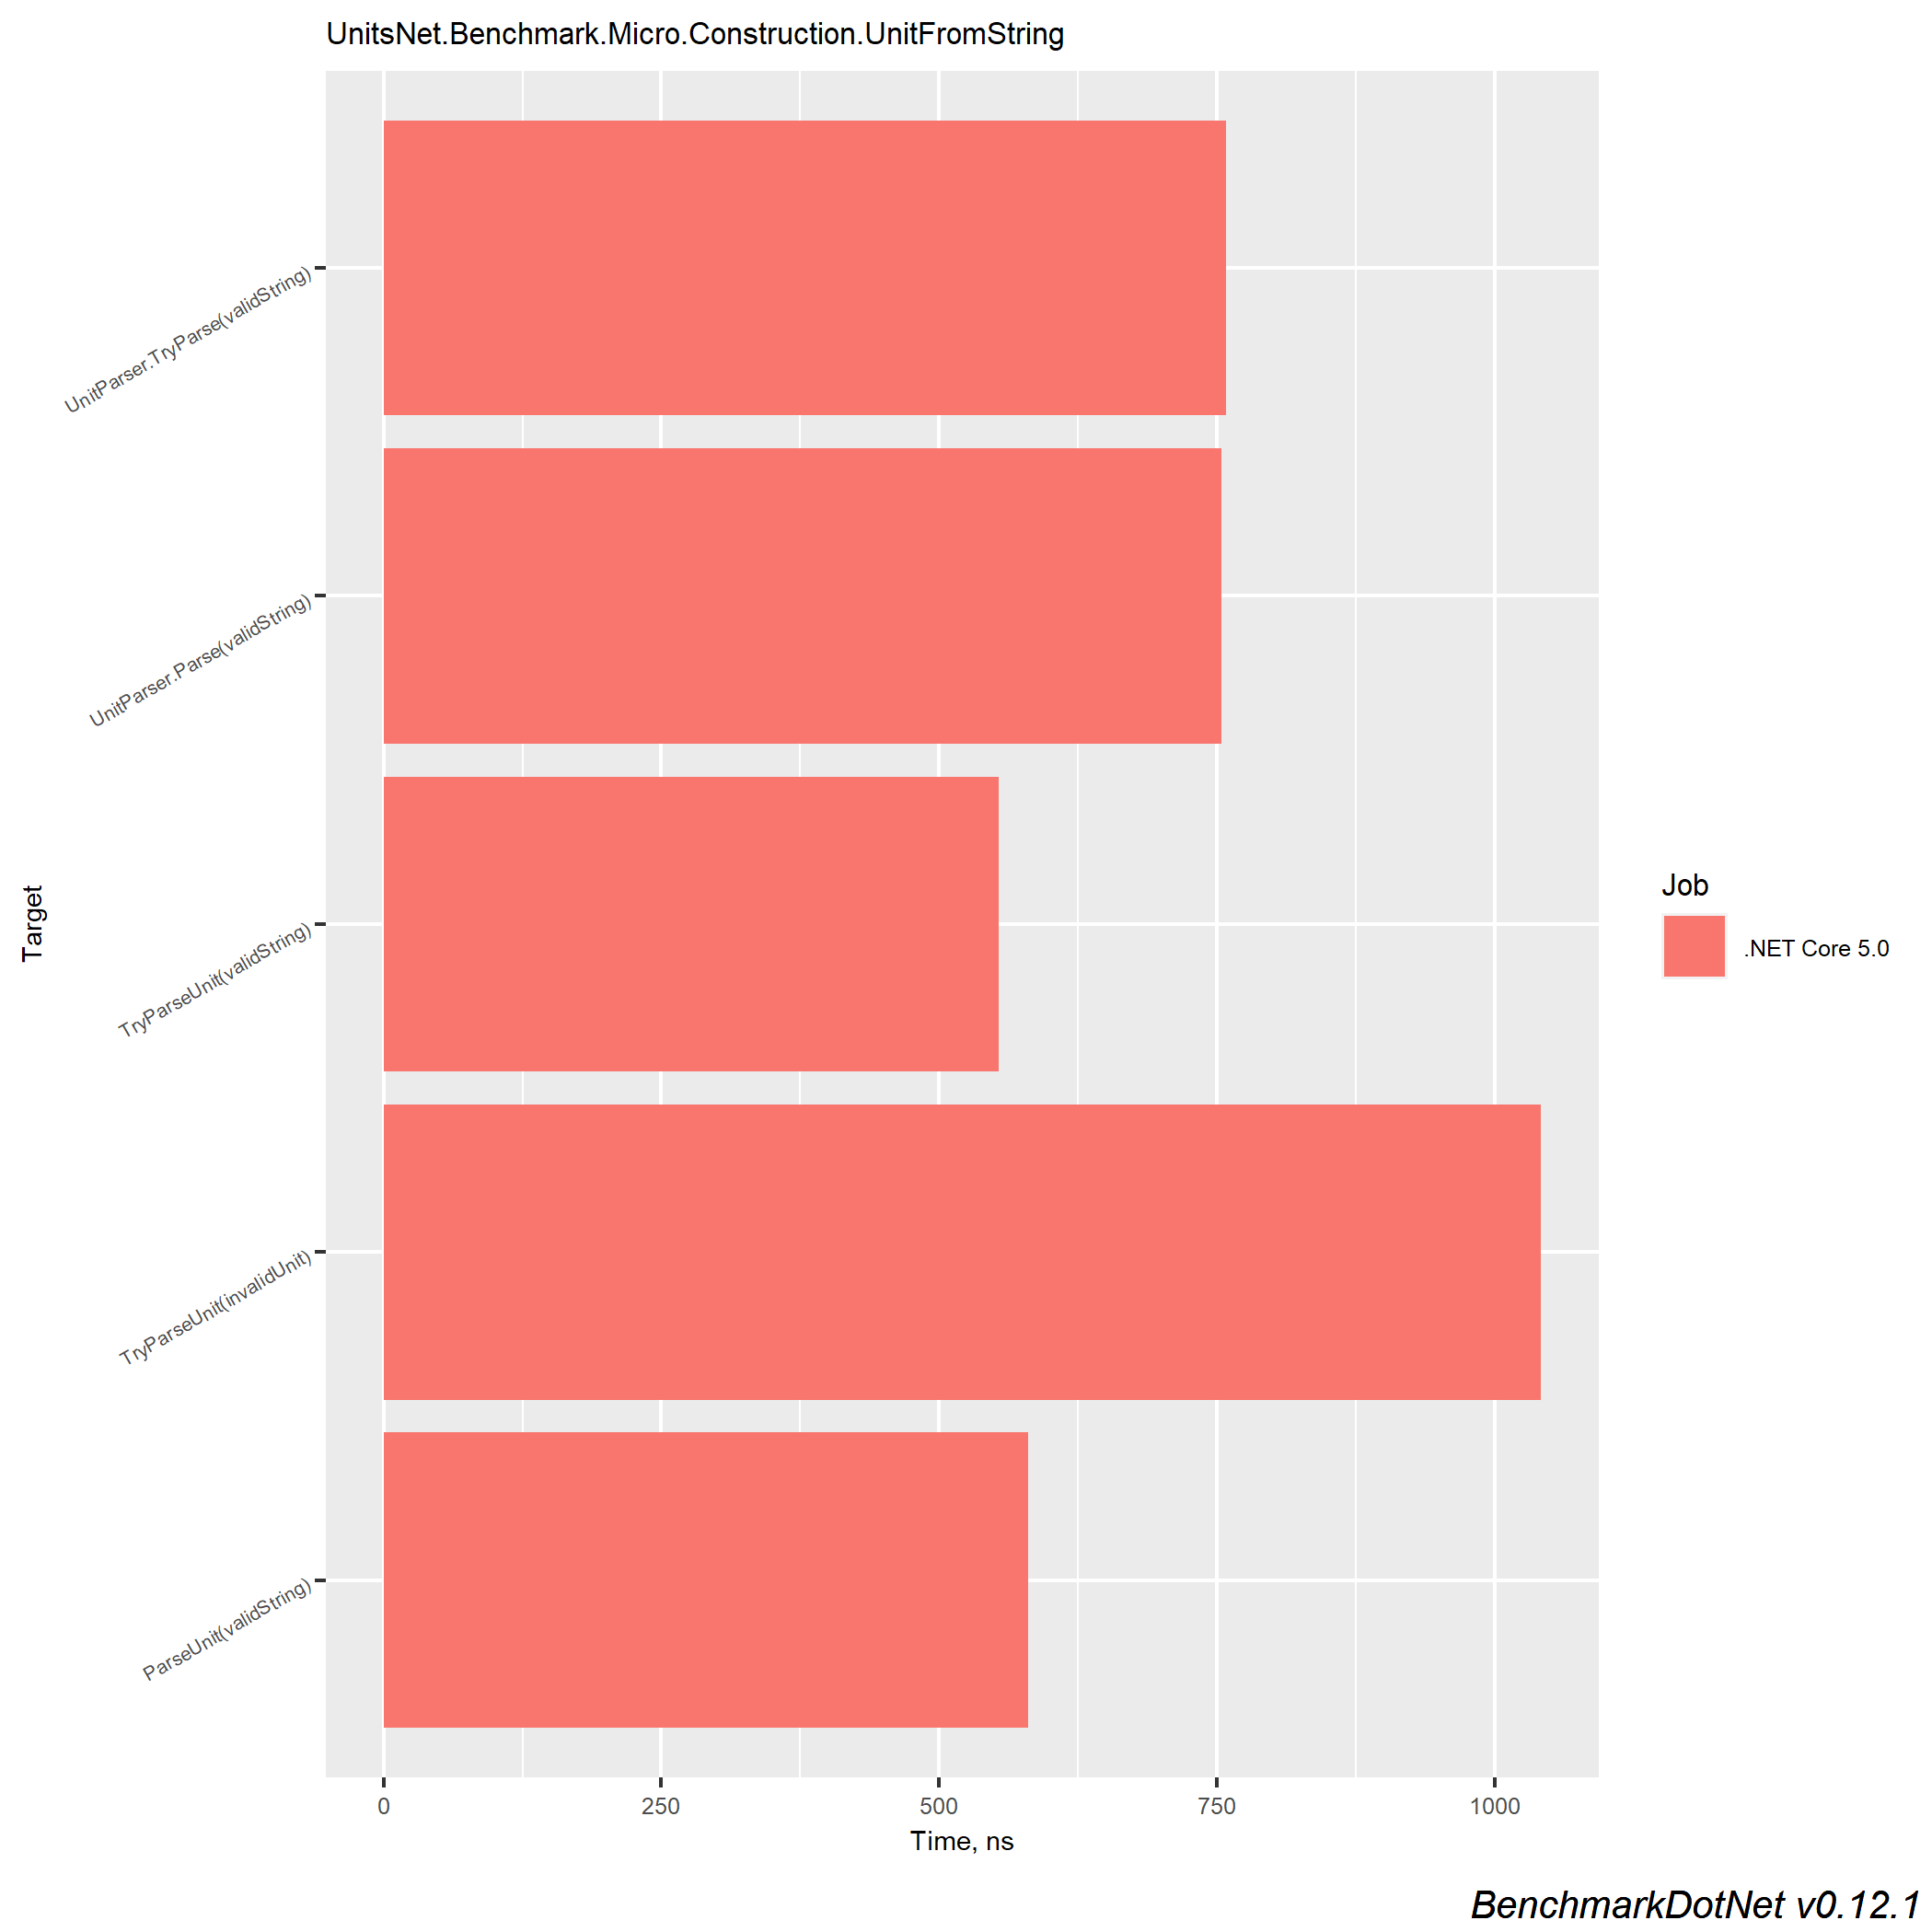 UnitsNet.Benchmark.Micro.Construction.UnitFromString
UnitParser.TryParse(validString)
UnitParser.Parse(validString)
TryParseUnit(validString)
TryParseUnit(invalidUnit)
ParseUnit(validString)
Target
0 250 500 750 1000
Time, ns
Job
.NET Core 5.0
BenchmarkDotNet v0.12.1